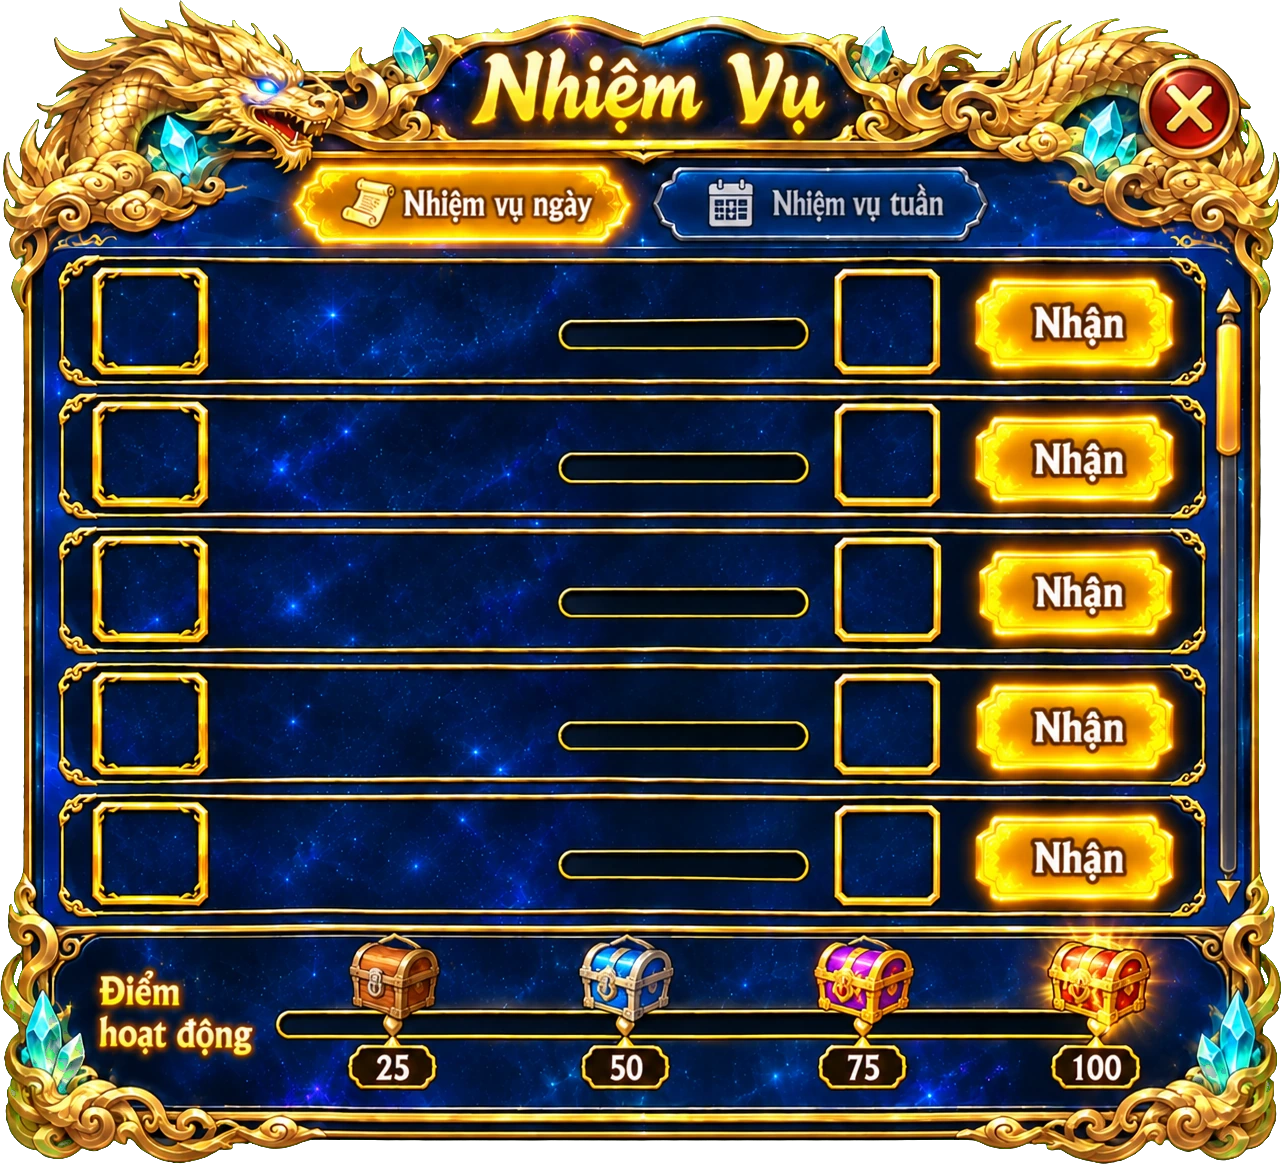 Nhiệm Vụ
Nhiệm vụ ngày
Nhiệm vụ tuần
Nhận
Nhận
Nhận
Nhận
Nhận
Điểm
hoạt động
25
50
75
100